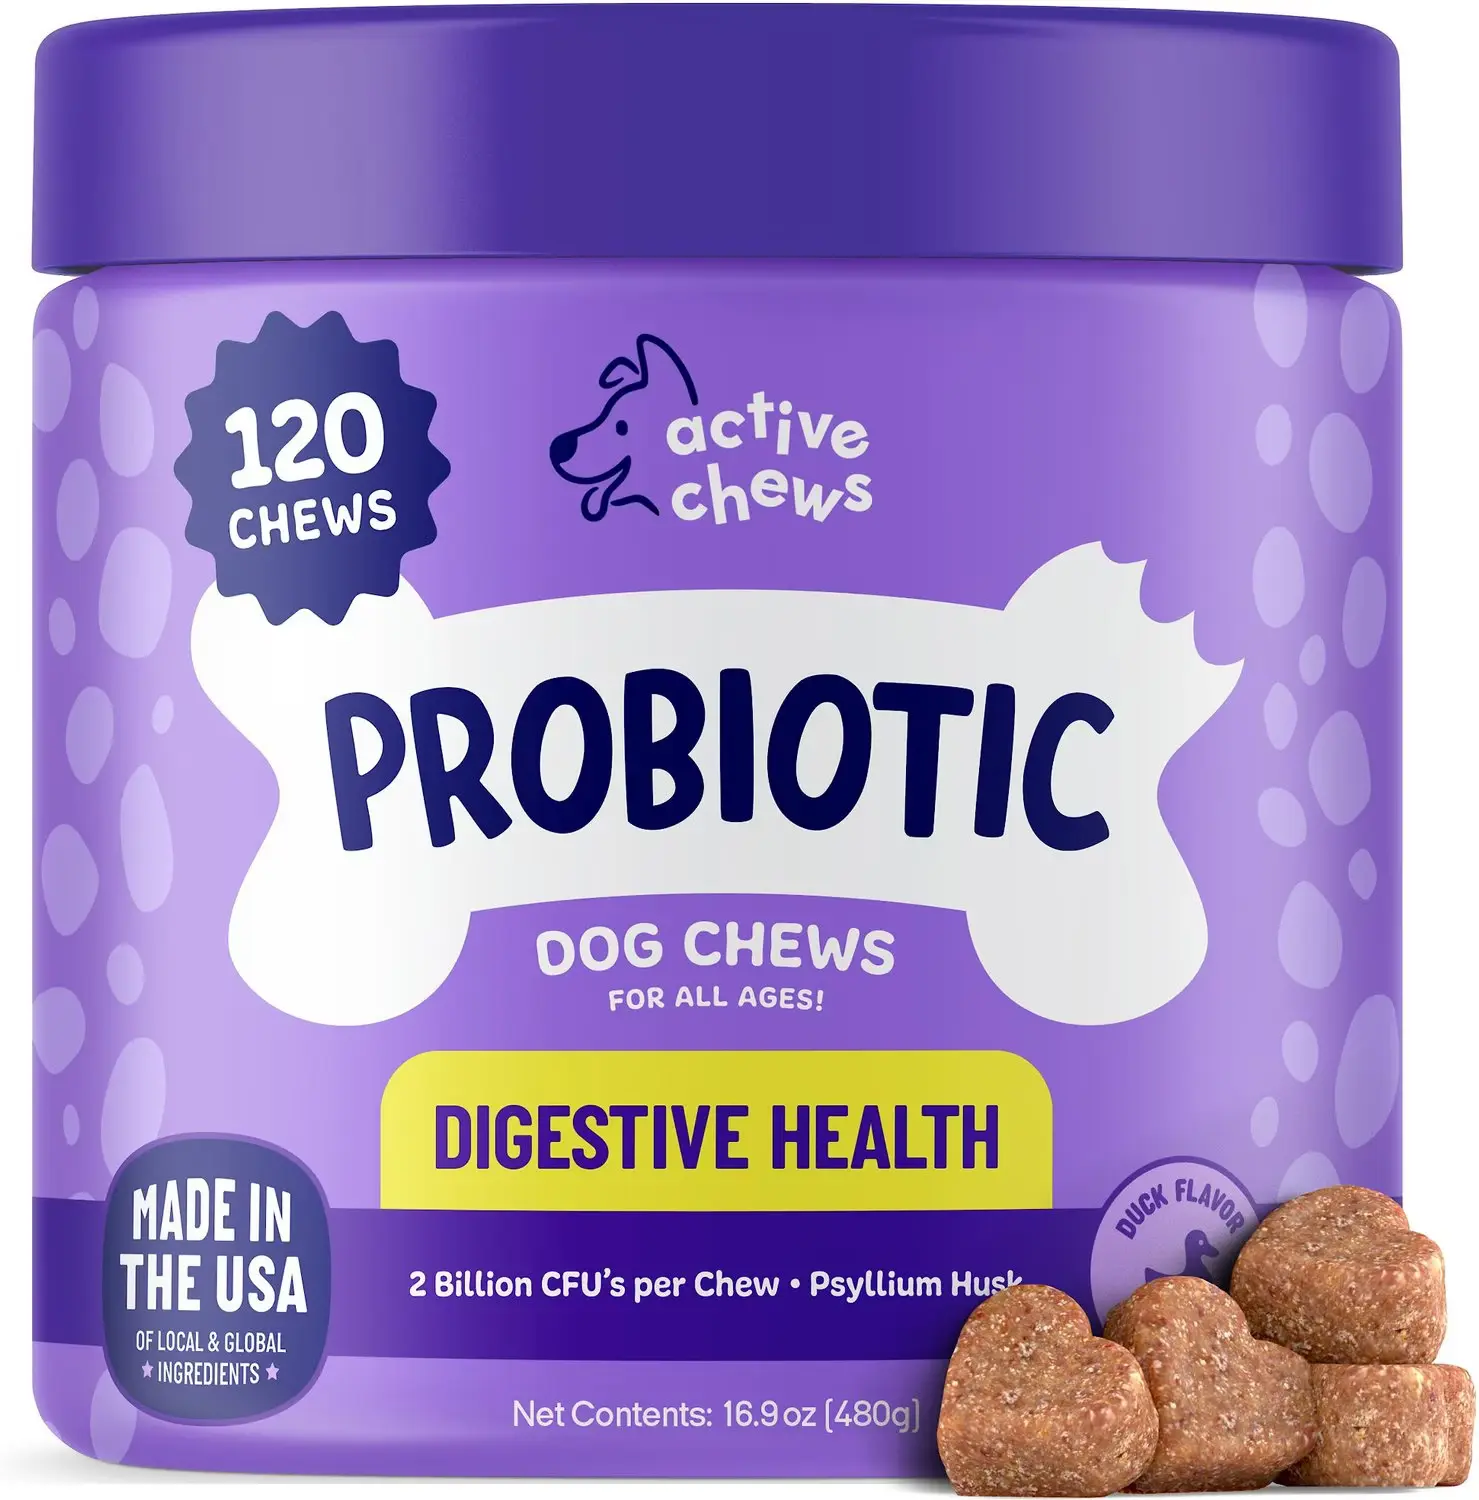 120
CHEWS
active
chews
PROBIOTIC
DOG CHEWS
FOR ALL AGES!
DIGESTIVE HEALTH
MADE IN
THE USA
OF LOCAL & GLOBAL
INGREDIENTS
2 Billion CFU's per Chew • Psyllium Husk
DUCK FLAVOR
Net Contents: 16.9 oz (480g)